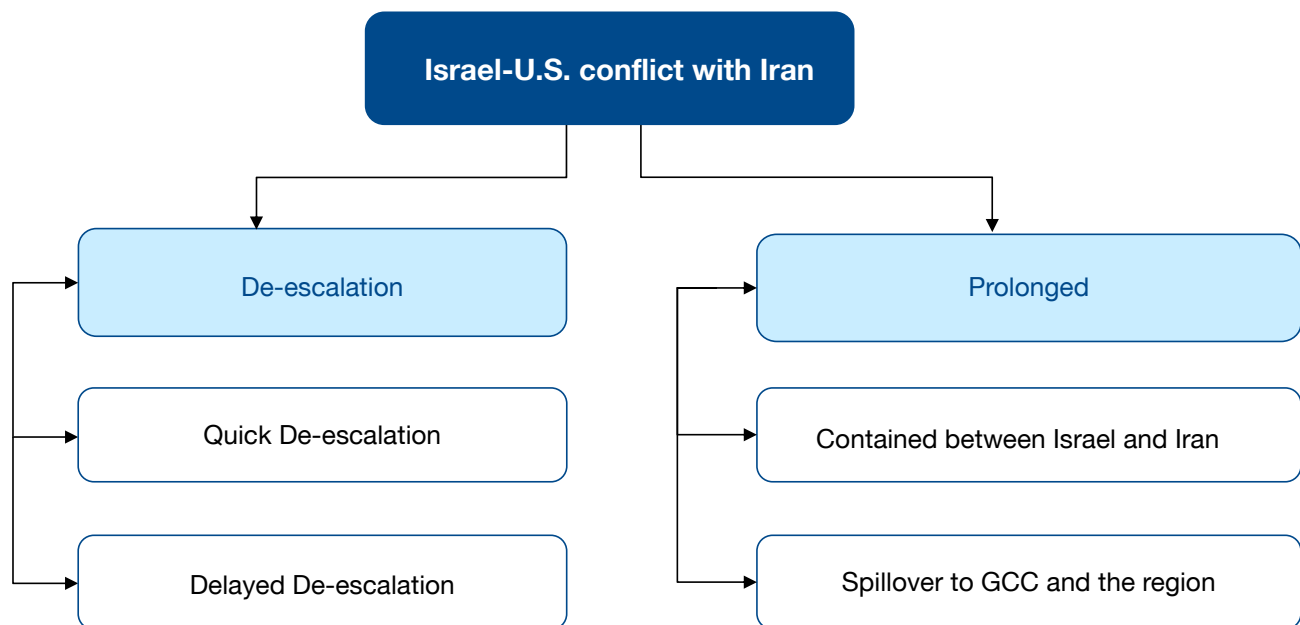 Israel-U.S. conflict with Iran
De-escalation
Prolonged
Quick De-escalation
Contained between Israel and Iran
Delayed De-escalation
Spillover to GCC and the region